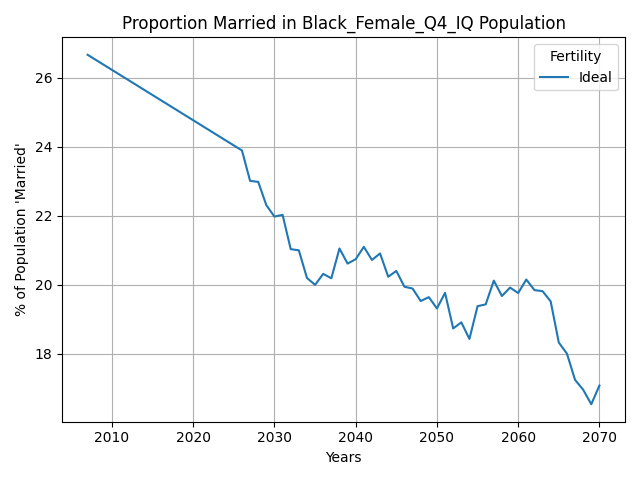 Proportion Married in Black_Female_Q4_IQ Population
Fertility
Ideal
% of Population 'Married'
26
24
22
20
18
2010 2020 2030 2040 2050 2060 2070
Years